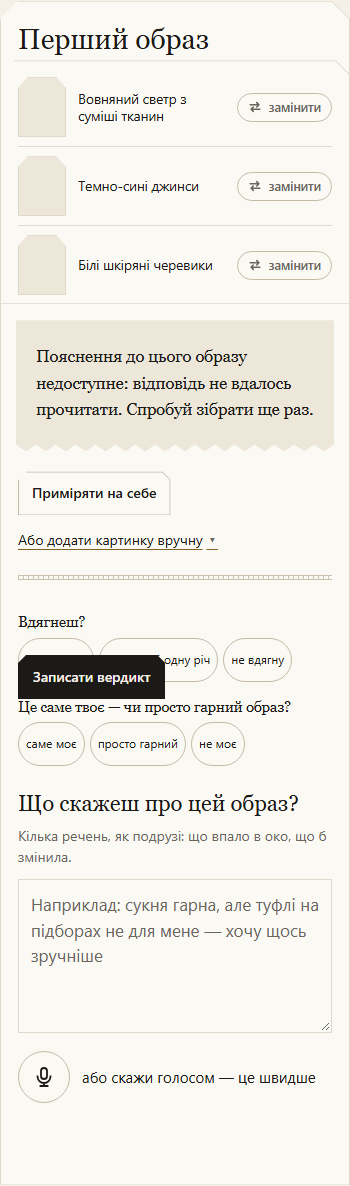 Перший образ
Вовняний светр з
суміші тканин
замінити
Темно-сині джинси
замінити
Білі шкіряні черевики
замінити
Пояснення до цього образу
недоступне: відповідь не вдалось
прочитати. Спробуй зібрати ще раз.
Приміряти на себе
Або додати картинку вручну
Вдягнеш?
одну річ
не вдягну
Записати вердикт
Це саме твоє — чи просто гарний образ?
саме моє
просто гарний
не моє
Що скажеш про цей образ?
Кілька речень, як подрузі: що впало в око, що б
змінила.
Наприклад: сукня гарна, але туфлі на
підборах не для мене — хочу щось
зручніше
або скажи голосом — це швидше